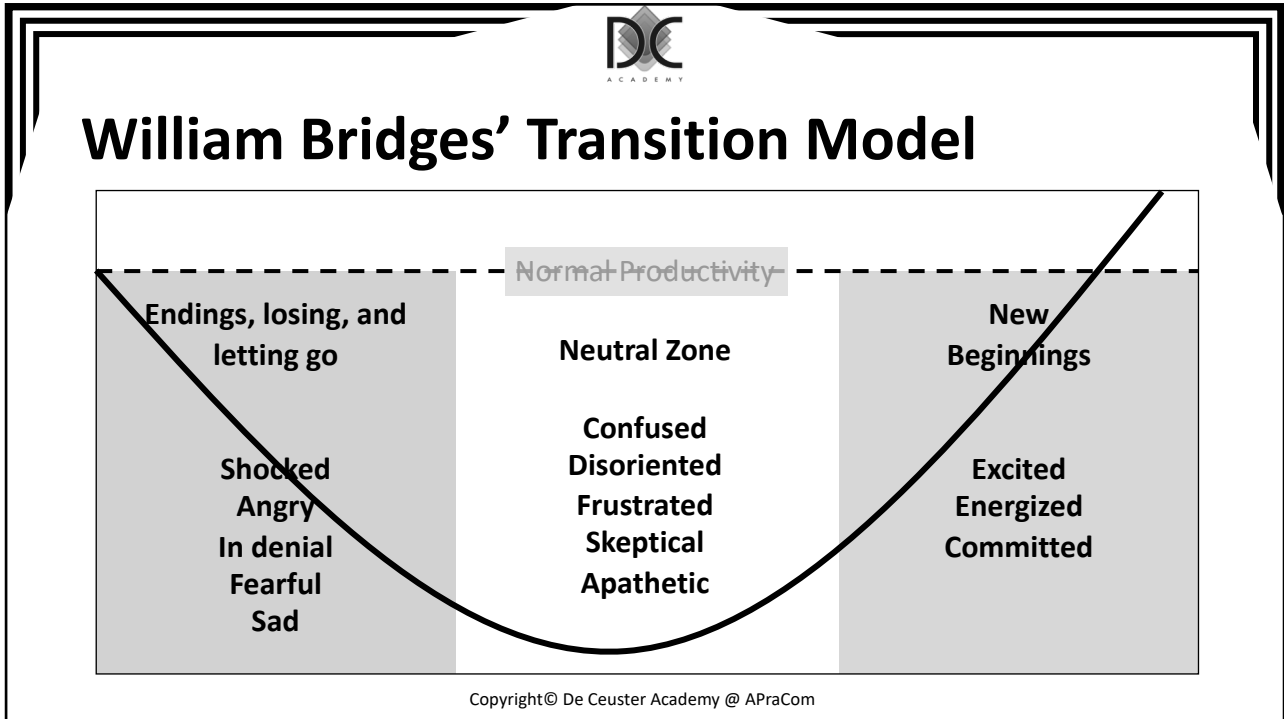 DC
ACADEMY
William Bridges’ Transition Model
Normal Productivity
Endings, losing, and
letting go
Shocked
Angry
In denial
Fearful
Sad
Neutral Zone
Confused
Disoriented
Frustrated
Skeptical
Apathetic
New
Beginnings
Excited
Energized
Committed
Copyright© De Ceuster Academy @ APraCom